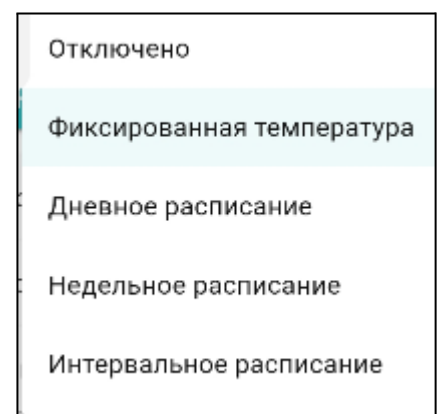 Отключено
Фиксированная температура
Дневное расписание
Недельное расписание
Интервальное расписание